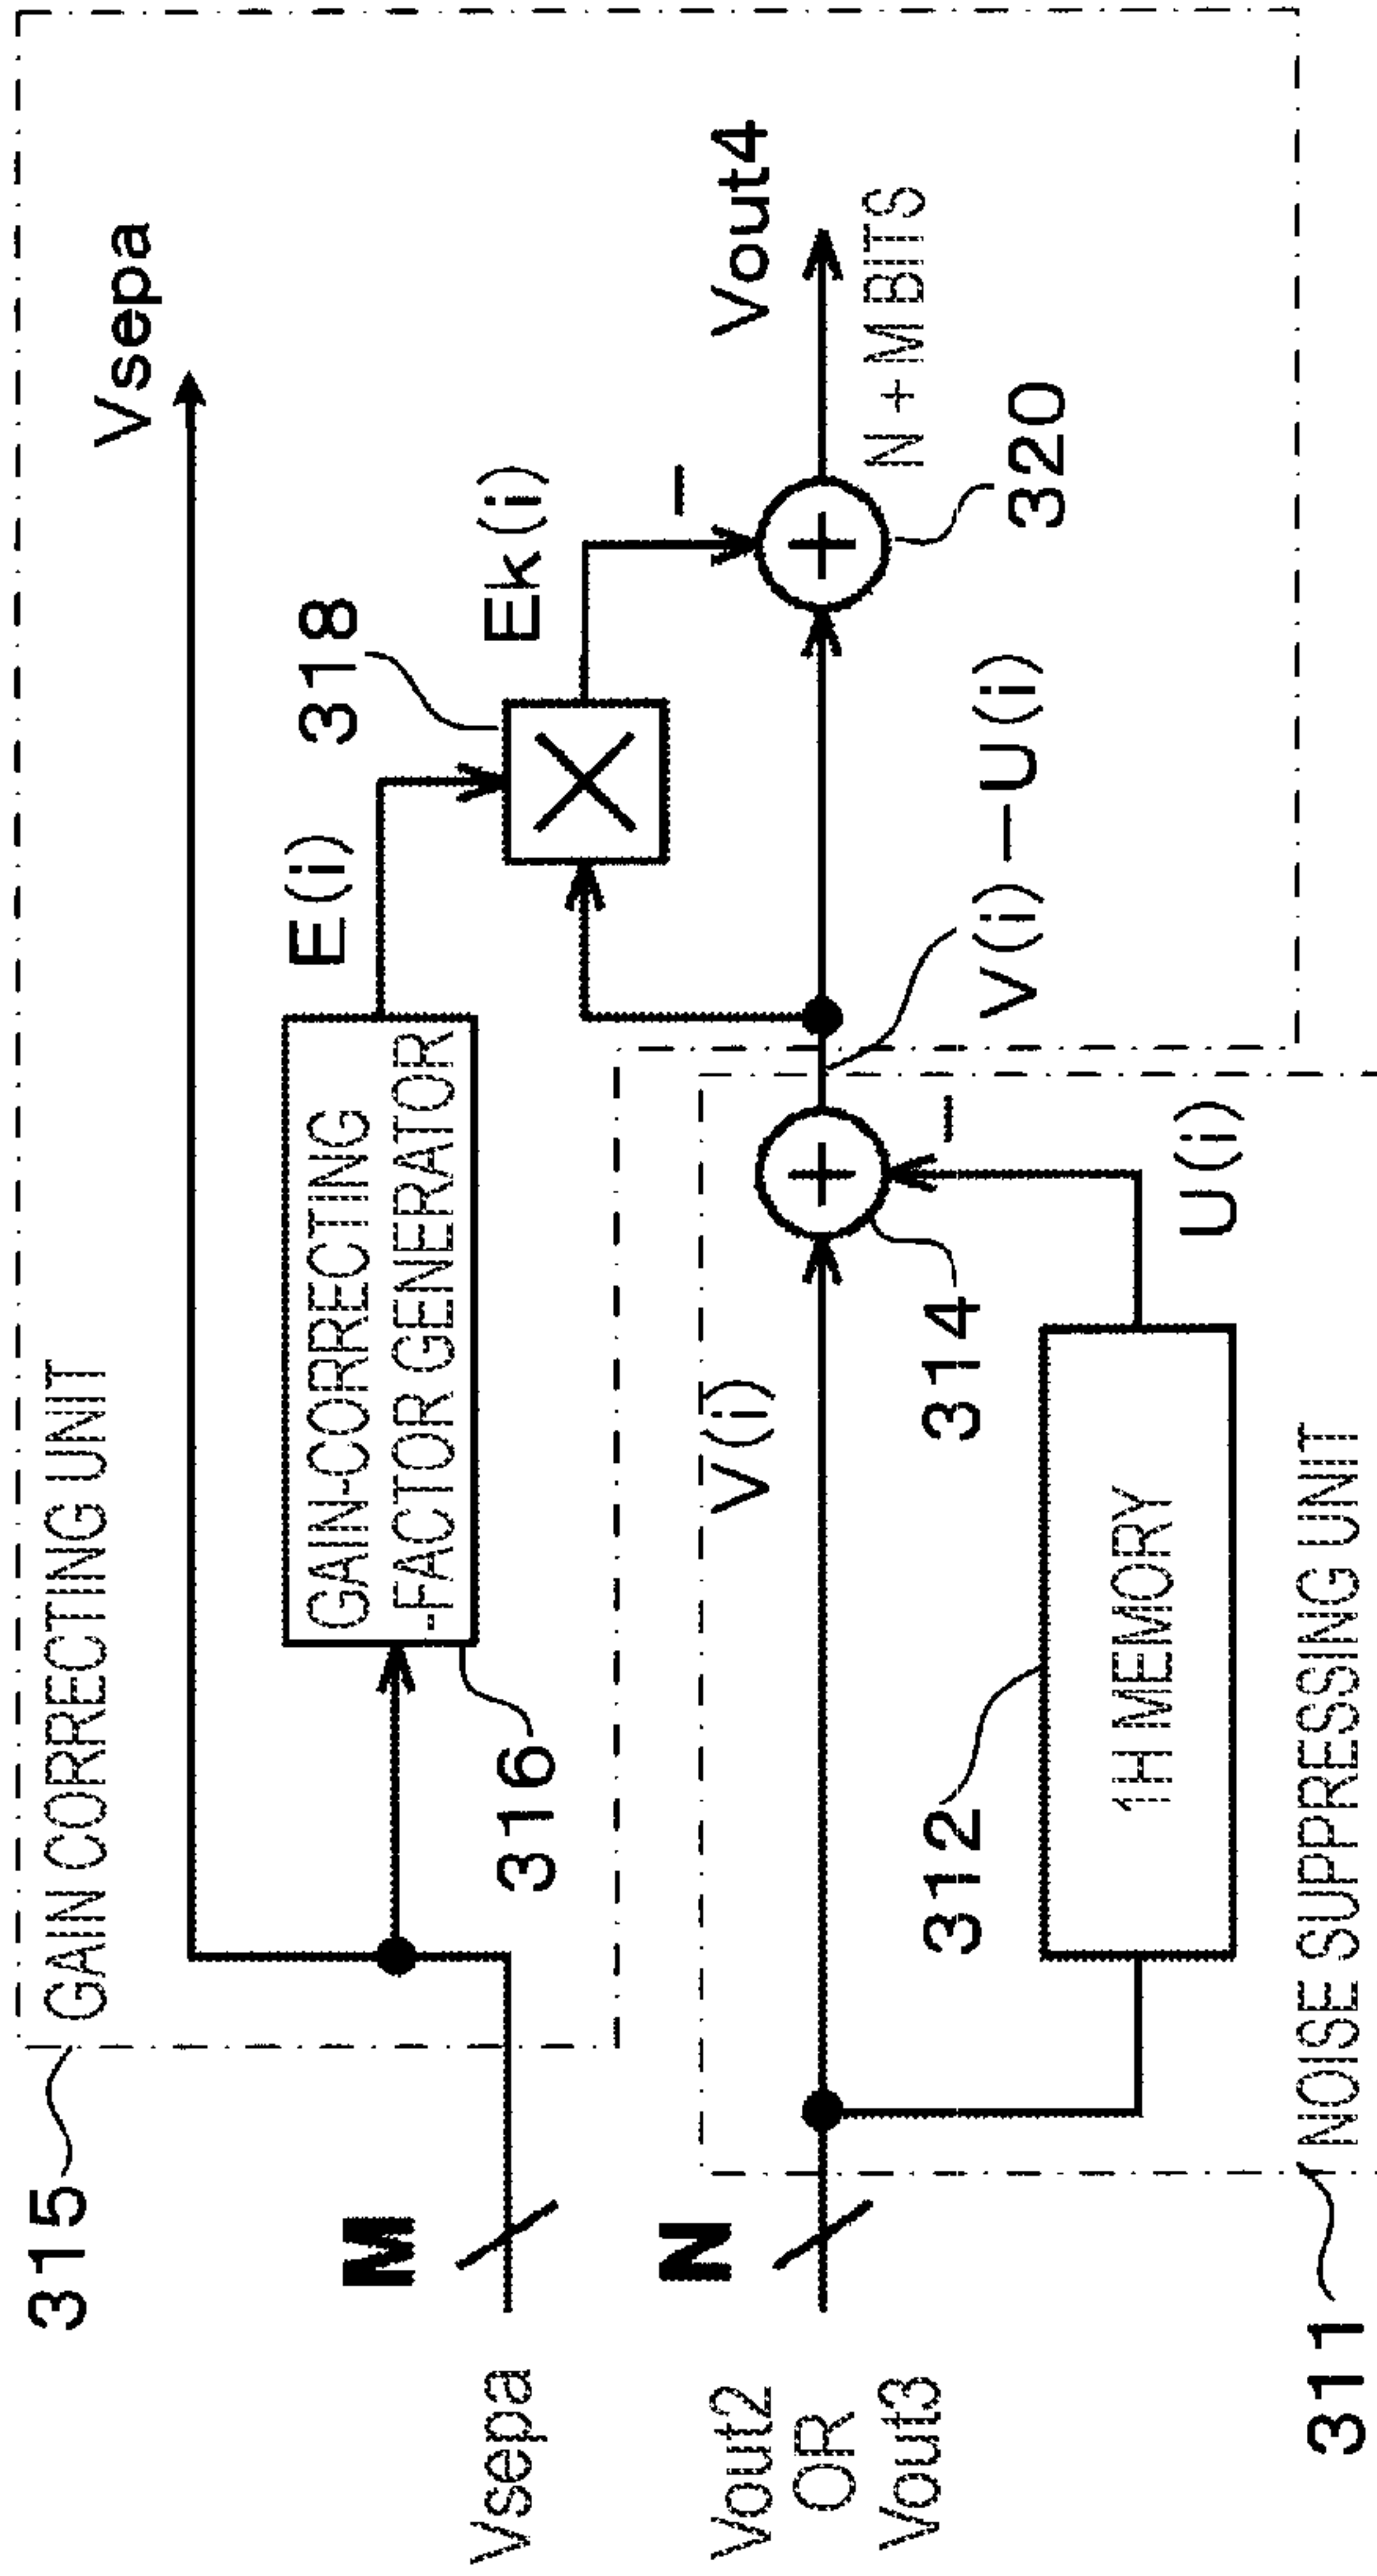 315
GAIN CORRECTING UNIT
Vsepa
GAIN-CORRECTING
-FACTOR GENERATOR
316
E(i)
318
Ek(i)
M
Vsepa
−
Vout4
N + M BITS
320
+
N
Vout2
OR
Vout3
V(i)
+
−
314
V(i)−U(i)
U(i)
312
1H MEMORY
NOISE SUPPRESSING UNIT
311